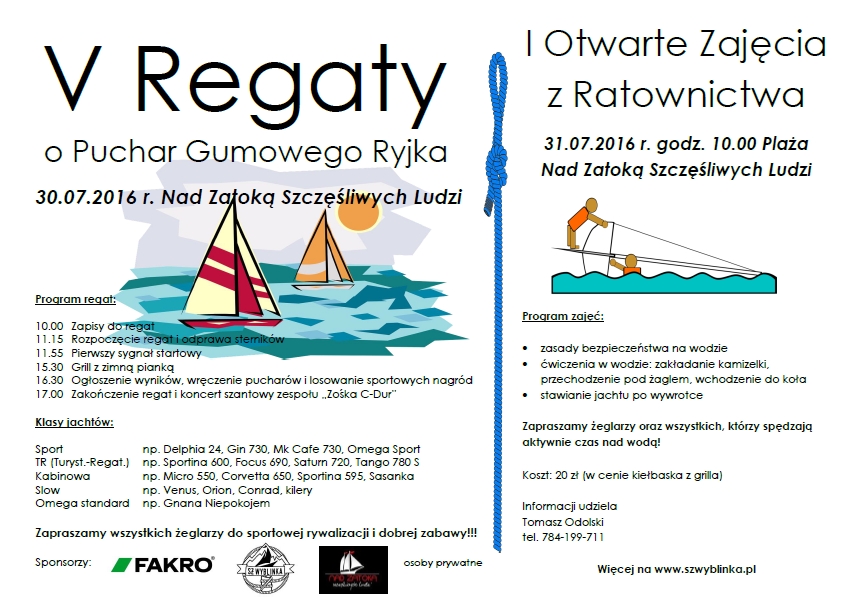 V Regaty
o Puchar Gumowego Ryjka
30.07.2016 r. Nad Zatoką Szczęśliwych Ludzi
Program regat:
10.00 Zapisy do regat
11.15 Rozpoczęcie regat i odprawa sterników
11.55 Pierwszy sygnał startowy
15.30 Grill z zimną pianką
16.30 Ogłoszenie wyników, wręczenie pucharów i losowanie sportowych nagród
17.00 Zakończenie regat i koncert szantowy zespołu „Zośka C-Dur"
Klasy jachtów:
Sport np. Delphia 24, Gin 730, Mk Cafe 730, Omega Sport
TR (Turyst.-Regat.) np. Sportina 600, Focus 690, Saturn 720, Tango 780 S
Kabinowa np. Micro 550, Corvetta 650, Sportina 595, Sasanka
Slow np. Venus, Orion, Conrad, kilery
Omega standard np. Gnana Niepokojem
Zapraszamy wszystkich żeglarzy do sportowej rywalizacji i dobrej zabawy!!!
Sponsorzy: FAKRO® SZWYBLINKA NAD ZATOKĄ osoby prywatne
I Otwarte Zajęcia
z Ratownictwa
31.07.2016 r. godz. 10.00 Plaża
Nad Zatoką Szczęśliwych Ludzi
Program zajęć:
• zasady bezpieczeństwa na wodzie
• ćwiczenia w wodzie: zakładanie kamizelki,
przechodzenie pod żaglem, wchodzenie do koła
• stawianie jachtu po wywrotce
Zapraszamy żeglarzy oraz wszystkich, którzy spędzają
aktywnie czas nad wodą!
Koszt: 20 zł (w cenie kiełbaska z grilla)
Informacji udziela
Tomasz Odolski
tel. 784-199-711
Więcej na www.szwyblinka.pl